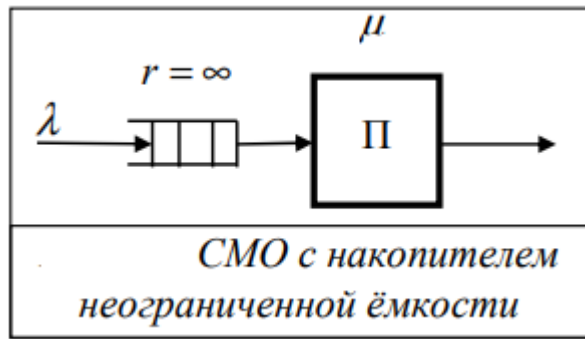 μ
r = ∞
λ
П
СМО с накопителем
неограниченной ёмкости